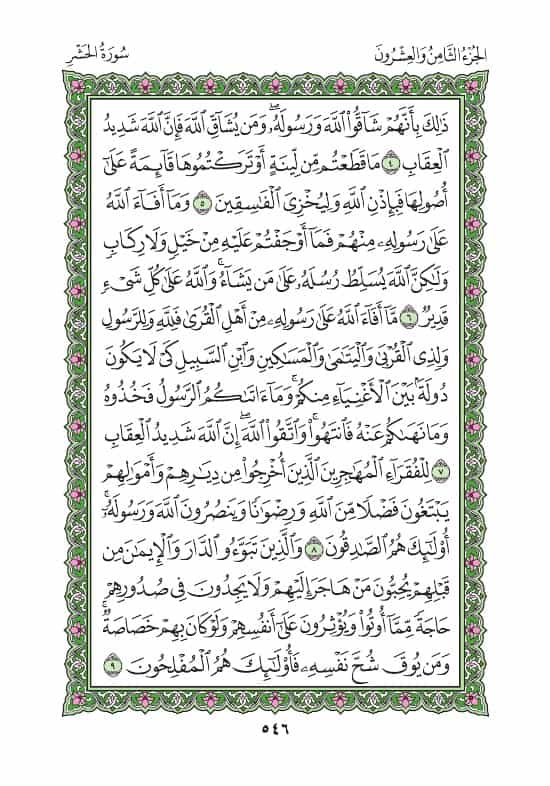 الجزء الثامن والعشرون
سورة الحشر
ذَٰلِكَ بِأَنَّهُمْ شَاقُّوا۟ ٱللَّهَ وَرَسُولَهُۥ ۖ وَمَن يُشَاقِّ ٱللَّهَ فَإِنَّ ٱللَّهَ شَدِيدُ
ٱلْعِقَابِ ٤ مَا قَطَعْتُم مِّن لِّينَةٍ أَوْ تَرَكْتُمُوهَا قَآئِمَةً عَلَىٰٓ
أُصُولِهَا فَبِإِذْنِ ٱللَّهِ وَلِيُخْزِىَ ٱلْفَـٰسِقِينَ ٥ وَمَآ أَفَآءَ ٱللَّهُ
عَلَىٰ رَسُولِهِۦ مِنْهُمْ فَمَآ أَوْجَفْتُمْ عَلَيْهِ مِنْ خَيْلٍ وَلَا رِكَابٍ
وَلَـٰكِنَّ ٱللَّهَ يُسَلِّطُ رُسُلَهُۥ عَلَىٰ مَن يَشَآءُ ۚ وَٱللَّهُ عَلَىٰ كُلِّ شَىْءٍ
قَدِيرٌ ٦ مَّآ أَفَآءَ ٱللَّهُ عَلَىٰ رَسُولِهِۦ مِنْ أَهْلِ ٱلْقُرَىٰ فَلِلَّهِ وَلِلرَّسُولِ
وَلِذِى ٱلْقُرْبَىٰ وَٱلْيَتَـٰمَىٰ وَٱلْمَسَـٰكِينِ وَٱبْنِ ٱلسَّبِيلِ كَىْ لَا يَكُونَ
دُولَةًۢ بَيْنَ ٱلْأَغْنِيَآءِ مِنكُمْ ۚ وَمَآ ءَاتَىٰكُمُ ٱلرَّسُولُ فَخُذُوهُ
وَمَا نَهَىٰكُمْ عَنْهُ فَٱنتَهُوا۟ ۚ وَٱتَّقُوا۟ ٱللَّهَ ۖ إِنَّ ٱللَّهَ شَدِيدُ ٱلْعِقَابِ
٧ لِلْفُقَرَآءِ ٱلْمُهَـٰجِرِينَ ٱلَّذِينَ أُخْرِجُوا۟ مِن دِيَـٰرِهِمْ وَأَمْوَٰلِهِمْ
يَبْتَغُونَ فَضْلًا مِّنَ ٱللَّهِ وَرِضْوَٰنًا وَيَنصُرُونَ ٱللَّهَ وَرَسُولَهُۥٓ ۚ
أُو۟لَـٰٓئِكَ هُمُ ٱلصَّـٰدِقُونَ ٨ وَٱلَّذِينَ تَبَوَّءُو ٱلدَّارَ وَٱلْإِيمَـٰنَ مِن
قَبْلِهِمْ يُحِبُّونَ مَنْ هَاجَرَ إِلَيْهِمْ وَلَا يَجِدُونَ فِى صُدُورِهِمْ
حَاجَةً مِّمَّآ أُوتُوا۟ وَيُؤْثِرُونَ عَلَىٰٓ أَنفُسِهِمْ وَلَوْ كَانَ بِهِمْ خَصَاصَةٌ ۚ
وَمَن يُوقَ شُحَّ نَفْسِهِۦ فَأُو۟لَـٰٓئِكَ هُمُ ٱلْمُفْلِحُونَ ٩
٥٤٦